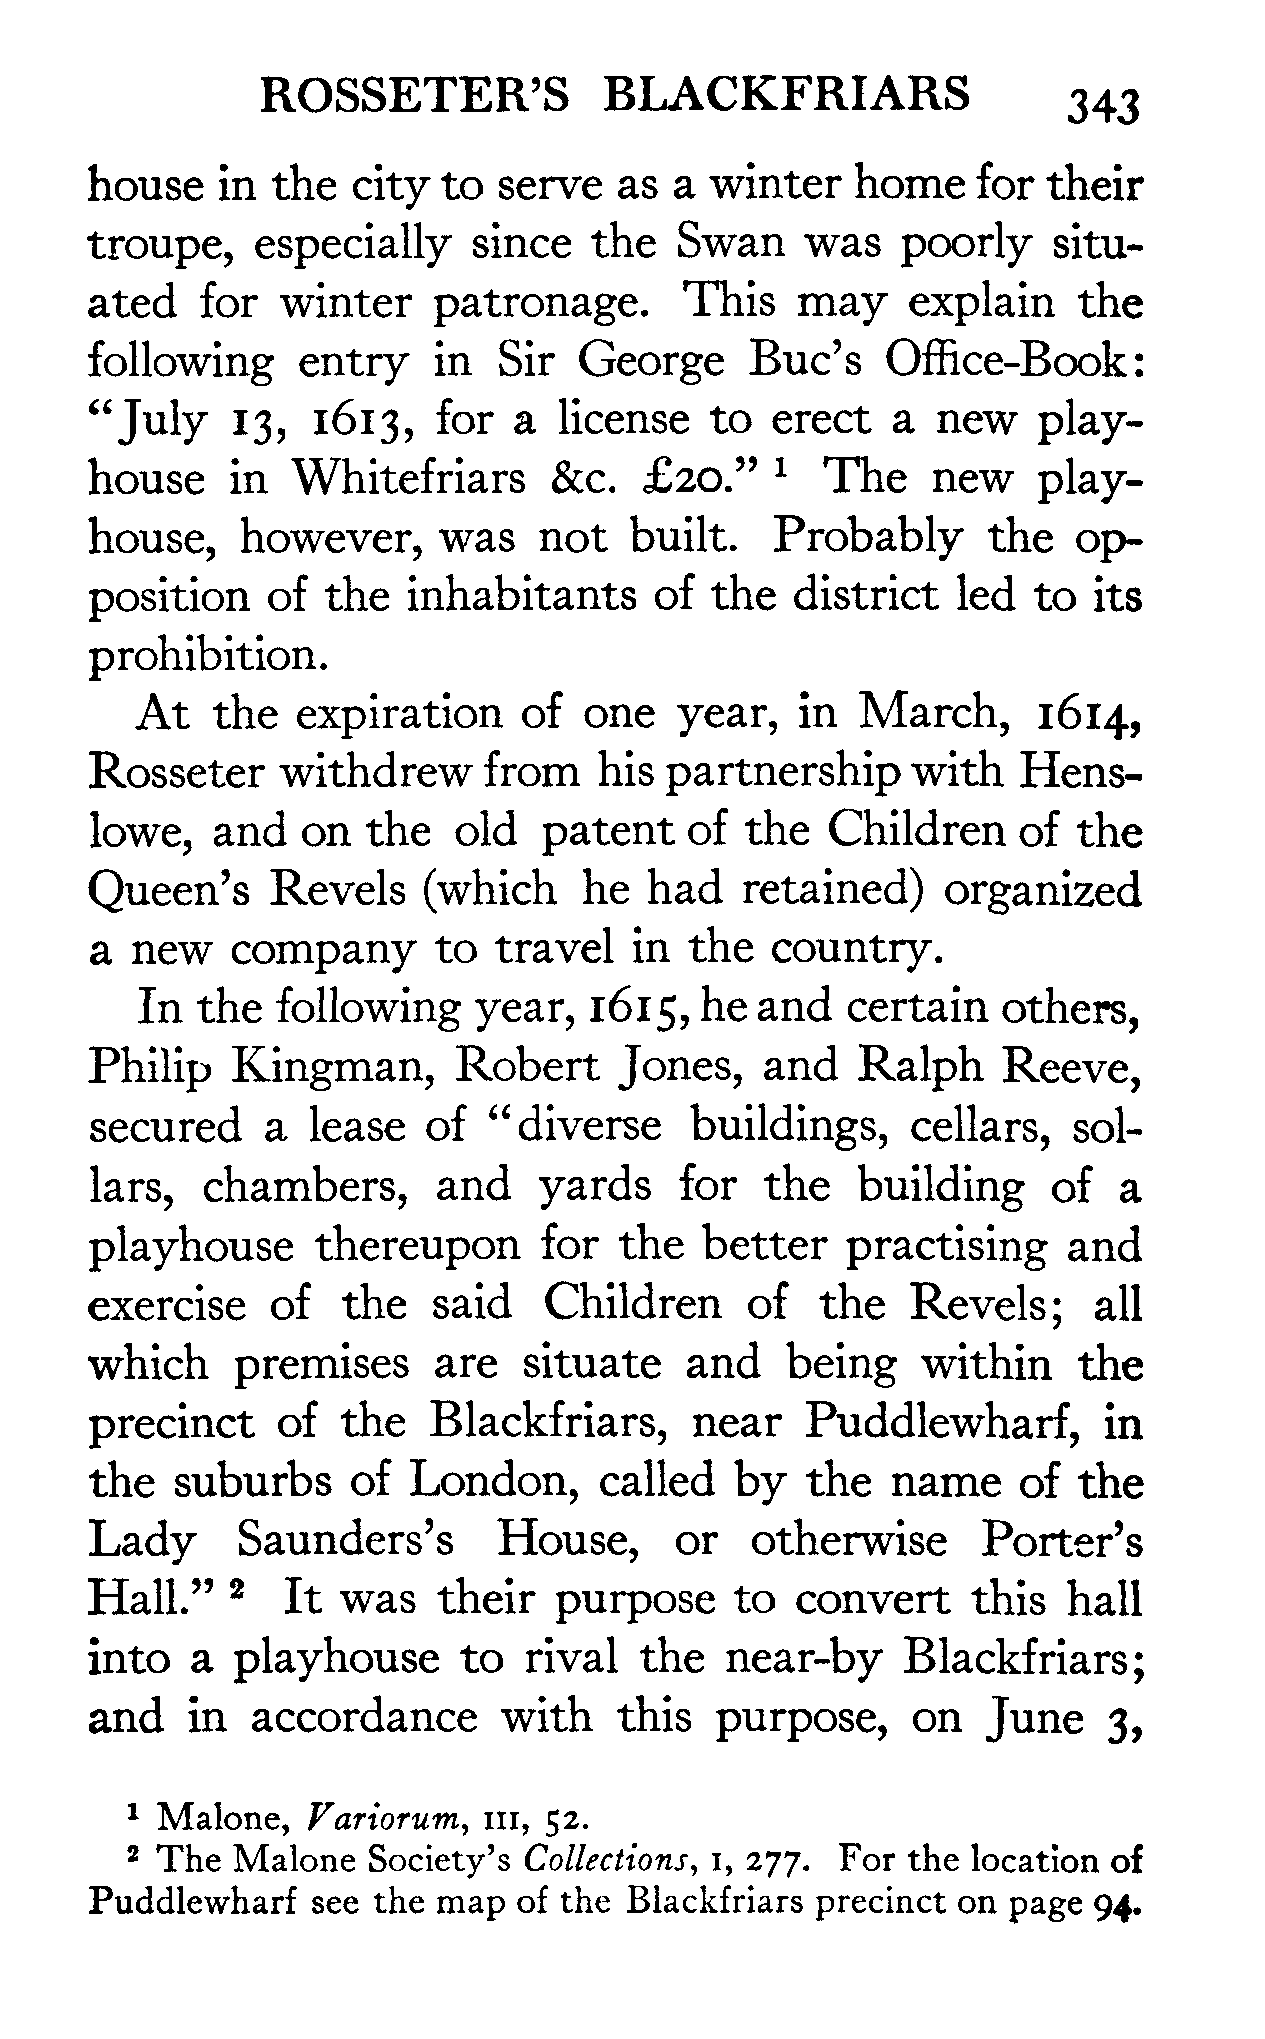 ROSSETER'S BLACKFRIARS 343
house in the city to serve as a winter home for their
troupe, especially since the Swan was poorly situ-
ated for winter patronage. This may explain the
following entry in Sir George Buc's Office-Book:
"July 13, 1613, for a license to erect a new play-
house in Whitefriars &c. £20." ¹ The new play-
house, however, was not built. Probably the op-
position of the inhabitants of the district led to its
prohibition.
At the expiration of one year, in March, 1614,
Rosseter withdrew from his partnership with Hens-
lowe, and on the old patent of the Children of the
Queen's Revels (which he had retained) organized
a new company to travel in the country.
In the following year, 1615, he and certain others,
Philip Kingman, Robert Jones, and Ralph Reeve,
secured a lease of "diverse buildings, cellars, sol-
lars, chambers, and yards for the building of a
playhouse thereupon for the better practising and
exercise of the said Children of the Revels; all
which premises are situate and being within the
precinct of the Blackfriars, near Puddlewharf, in
the suburbs of London, called by the name of the
Lady Saunders's House, or otherwise Porter's
Hall." ² It was their purpose to convert this hall
into a playhouse to rival the near-by Blackfriars;
and in accordance with this purpose, on June 3,
¹ Malone, Variorum, III, 52.
² The Malone Society's Collections, I, 277. For the location of
Puddlewharf see the map of the Blackfriars precinct on page 94.